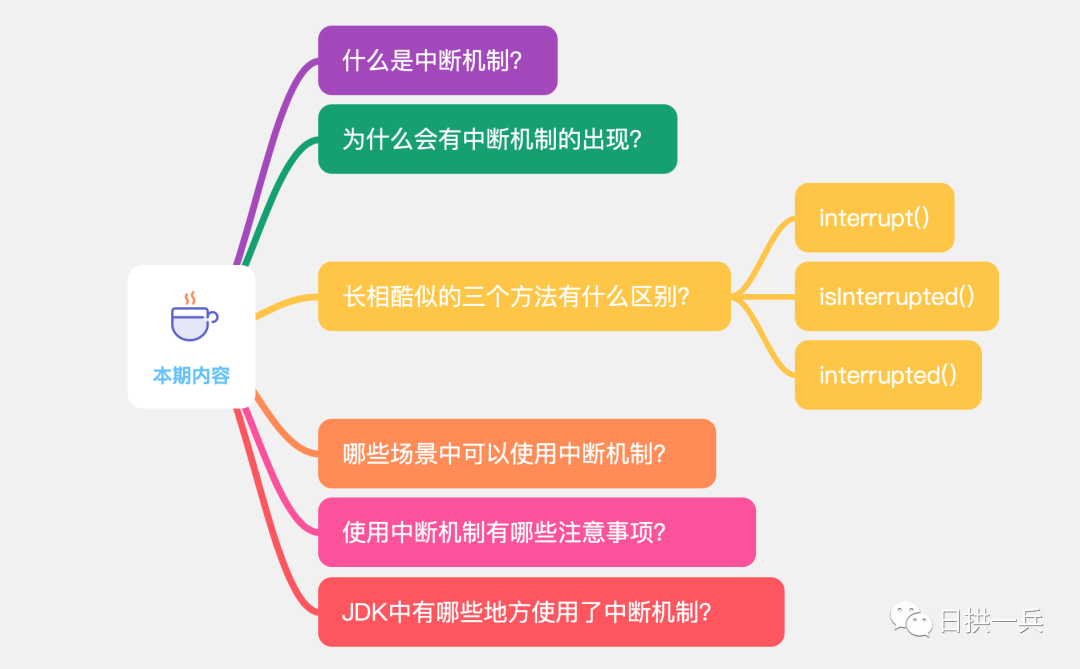 什么是中断机制?
为什么会有中断机制的出现?
长相酷似的三个方法有什么区别?
interrupt()
isInterrupted()
interrupted()
本期内容
哪些场景中可以使用中断机制?
使用中断机制有哪些注意事项?
JDK中有哪些地方使用了中断机制?
日拱一兵